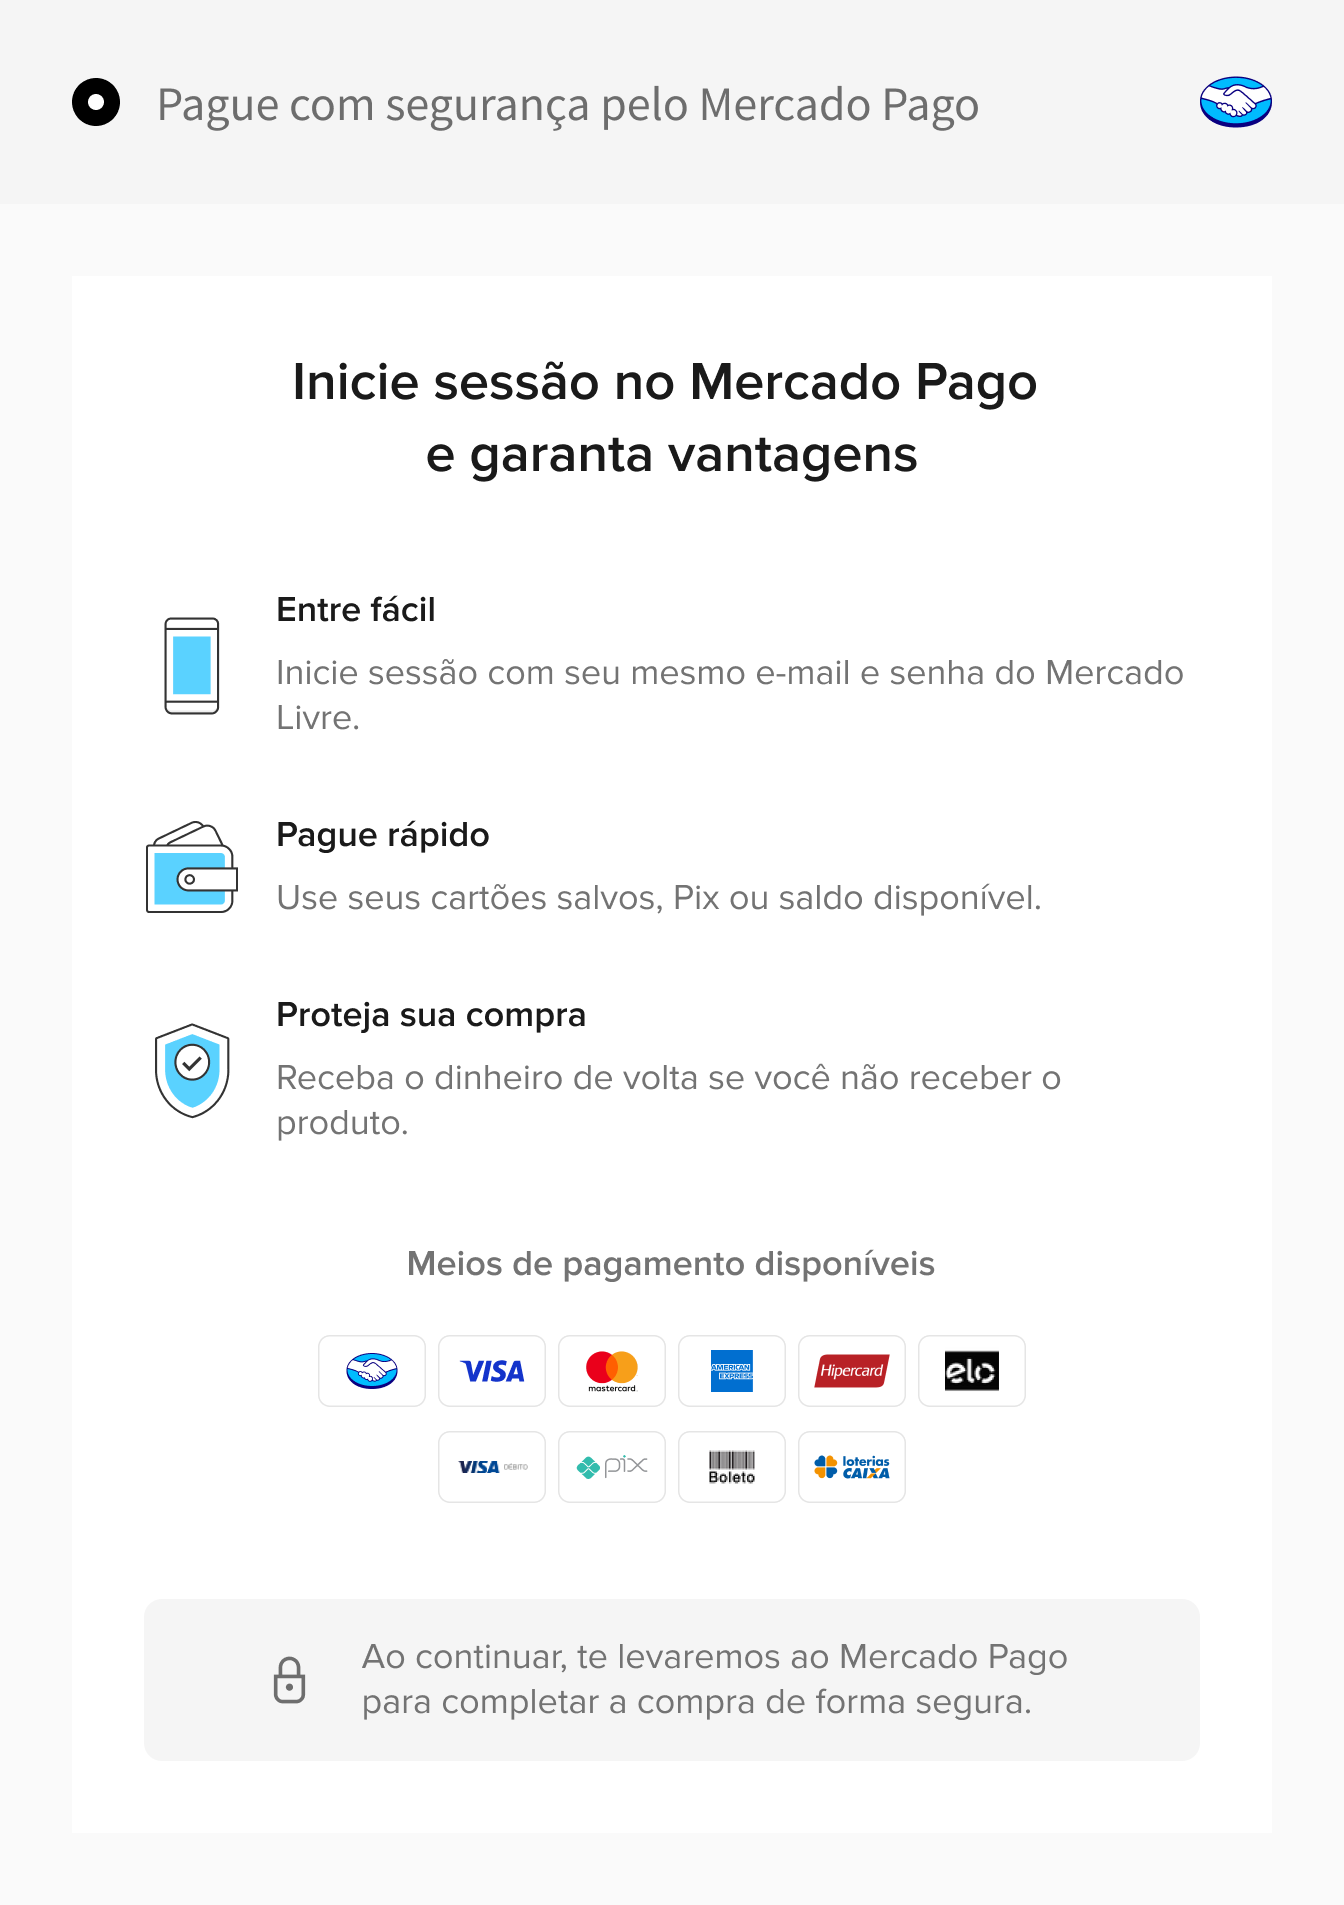 Pague com segurança pelo Mercado Pago
Inicie sessão no Mercado Pago
e garanta vantagens
Entre fácil
Inicie sessão com seu mesmo e-mail e senha do Mercado
Livre.
Pague rápido
Use seus cartões salvos, Pix ou saldo disponível.
Proteja sua compra
Receba o dinheiro de volta se você não receber o
produto.
Meios de pagamento disponíveis
VISA
mastercard
AMERICAN
EXPRESS
Hipercard
elo
VISA DÉBITO
pix
Boleto
loterias
CAIXA
Ao continuar, te levaremos ao Mercado Pago
para completar a compra de forma segura.